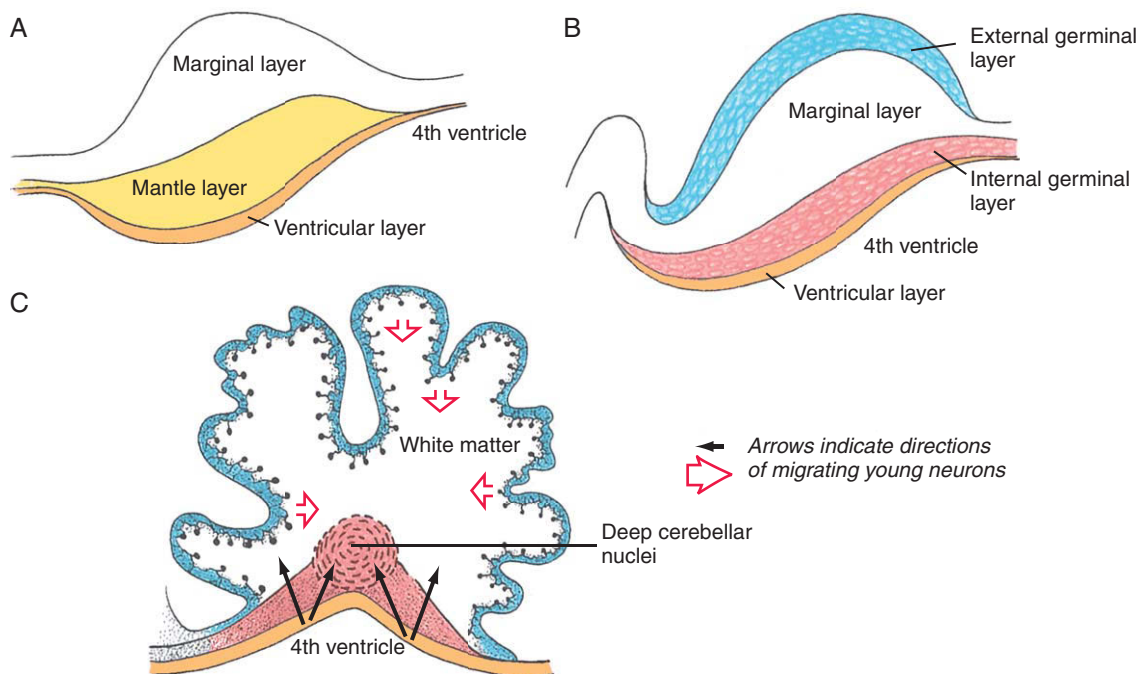 A
Marginal layer
4th ventricle
Mantle layer
Ventricular layer
B
External germinal
layer
Marginal layer
Internal germinal
layer
4th ventricle
Ventricular layer
C
White matter
Arrows indicate directions
of migrating young neurons
Deep cerebellar
nuclei
4th ventricle